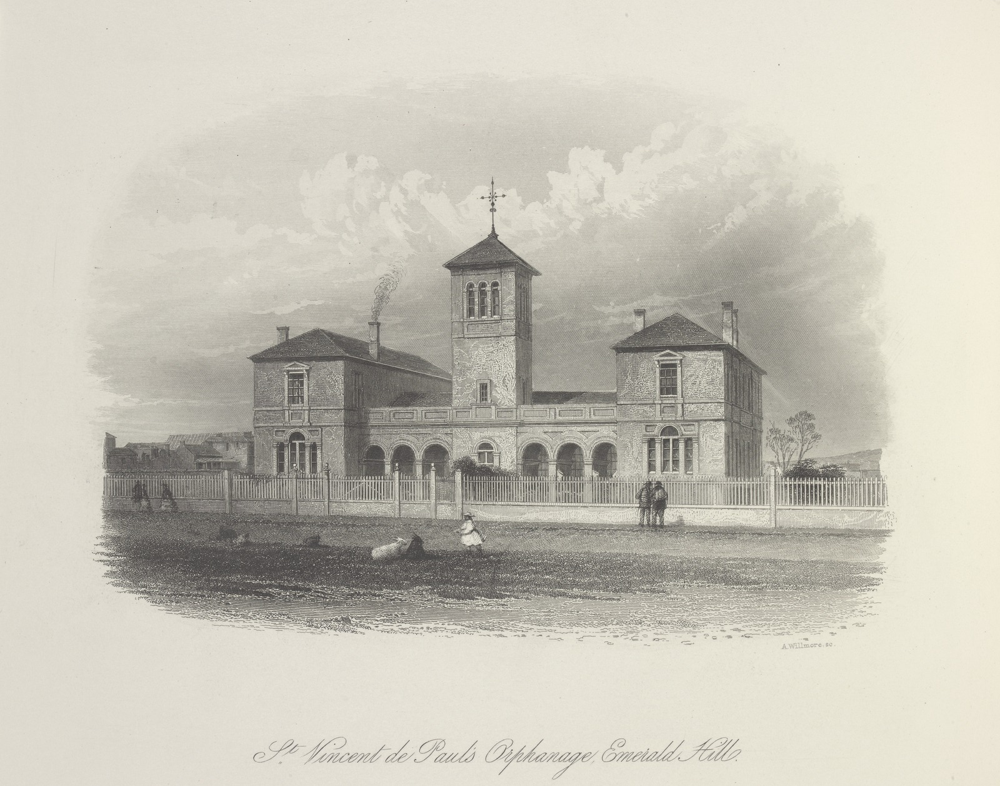 A. Willmore. sc.
St. Vincent de Paul's Orphanage, Emerald Hill.